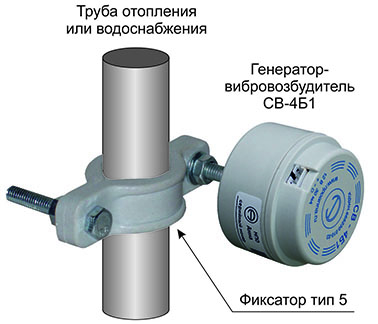 Труба отопления
или водоснабжения
Генератор-
вибровозбудитель
СВ-4Б1
СВ - 4Б1
Фиксатор тип 5